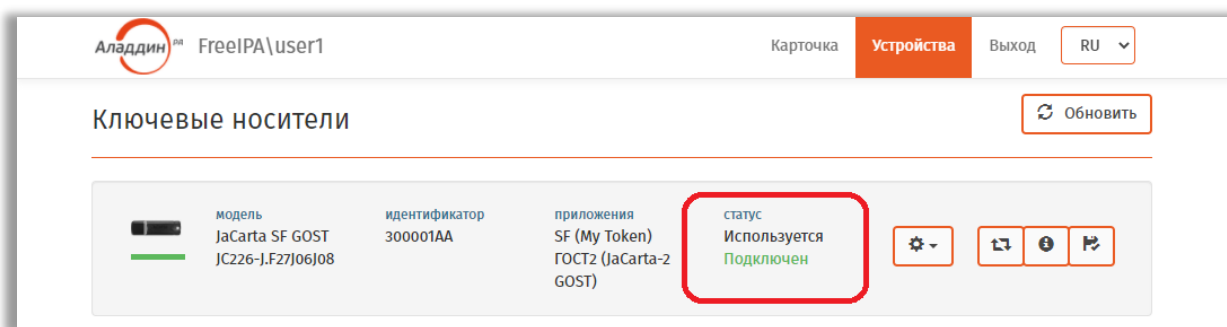 Аладдин РД FreeIPA\user1 Карточка Устройства Выход RU
Ключевые носители
Обновить
модель
JaCarta SF GOST
JC226-J.F27J06J08
идентификатор
300001AA
приложения
SF (My Token)
ГОСТ2 (JaCarta-2
GOST)
статус
Используется
Подключен